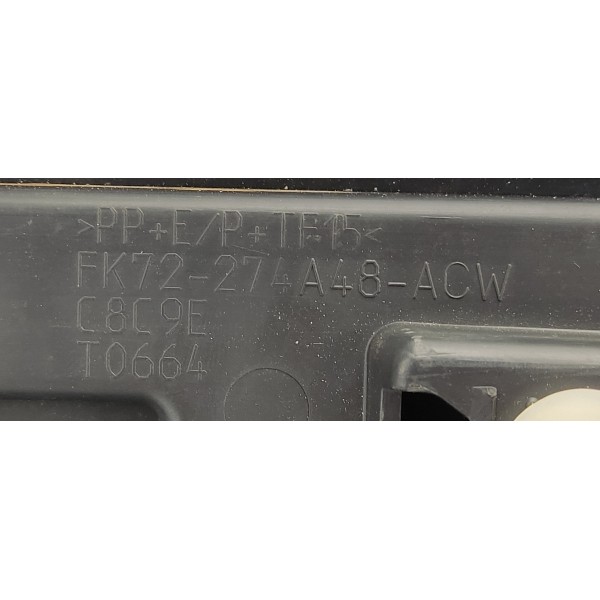 >PP+E/P+TF15<
FK72-274A48-ACW
C8C9E
T0664